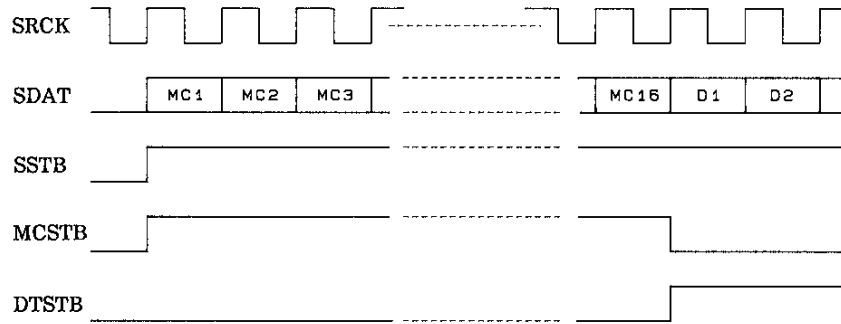 SRCK
SDAT MC1 MC2 MC3 MC16 D1 D2
SSTB
MCSTB
DTSTB